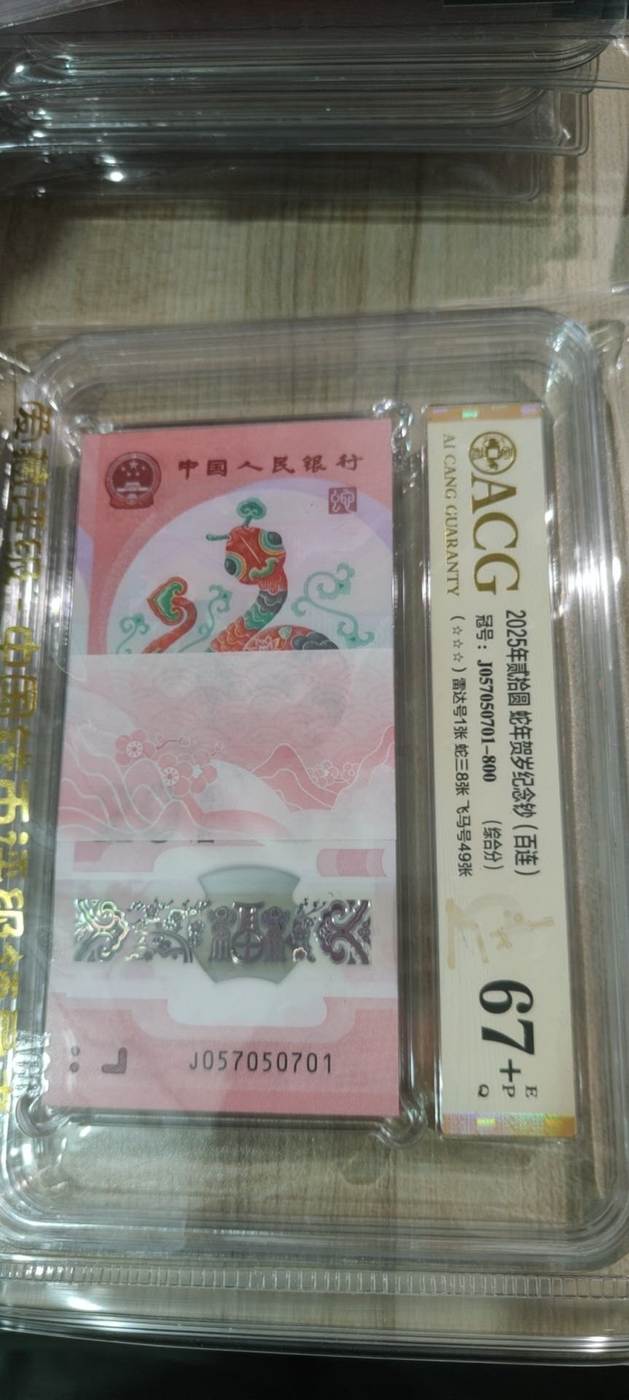 中国人民银行
J057050701
ACG
AI CANG GUARANTY
2025年贰拾圆 蛇年贺岁纪念钞（百连）
冠号：J057050701-800 （综合分）
（☆☆☆）雷达号1张 蛇三8张 飞马号49张
67+
E
P
Q